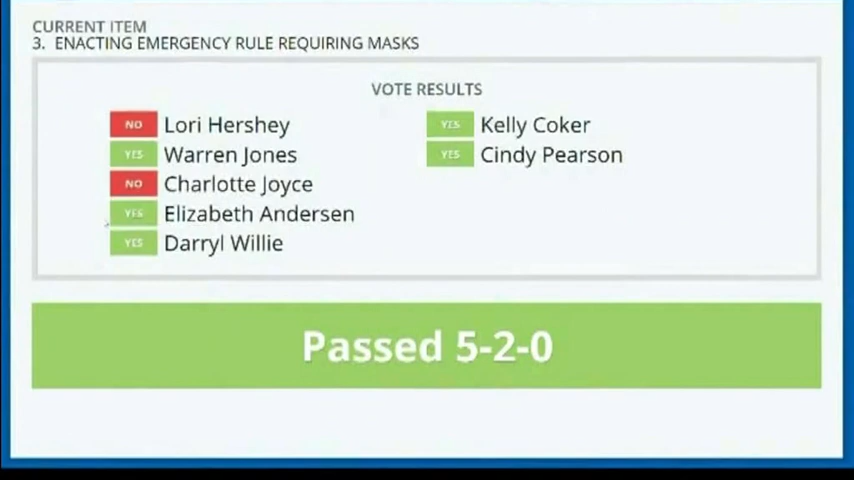 CURRENT ITEM
3. ENACTING EMERGENCY RULE REQUIRING MASKS
VOTE RESULTS
NO Lori Hershey
YES Warren Jones
NO Charlotte Joyce
YES Elizabeth Andersen
YES Darryl Willie
YES Kelly Coker
YES Cindy Pearson
Passed 5-2-0